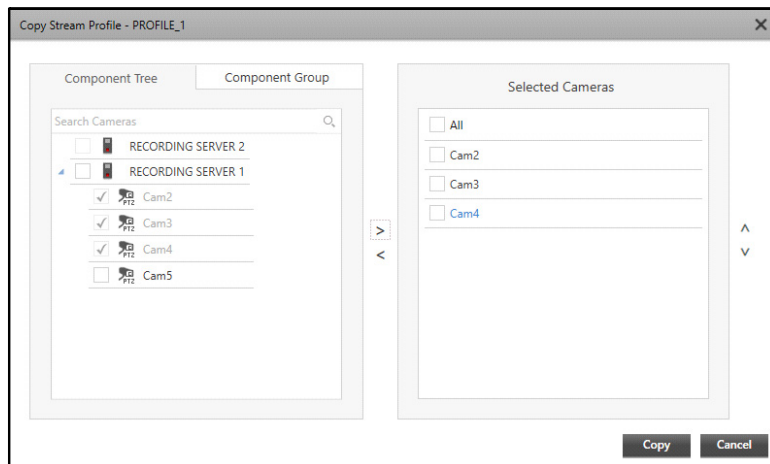 Copy Stream Profile - PROFILE_1
Component Tree
Component Group
Search Cameras
RECORDING SERVER 2
RECORDING SERVER 1
PTZ Cam2
PTZ Cam3
PTZ Cam4
PTZ Cam5
>
<
Selected Cameras
All
Cam2
Cam3
Cam4
Copy
Cancel